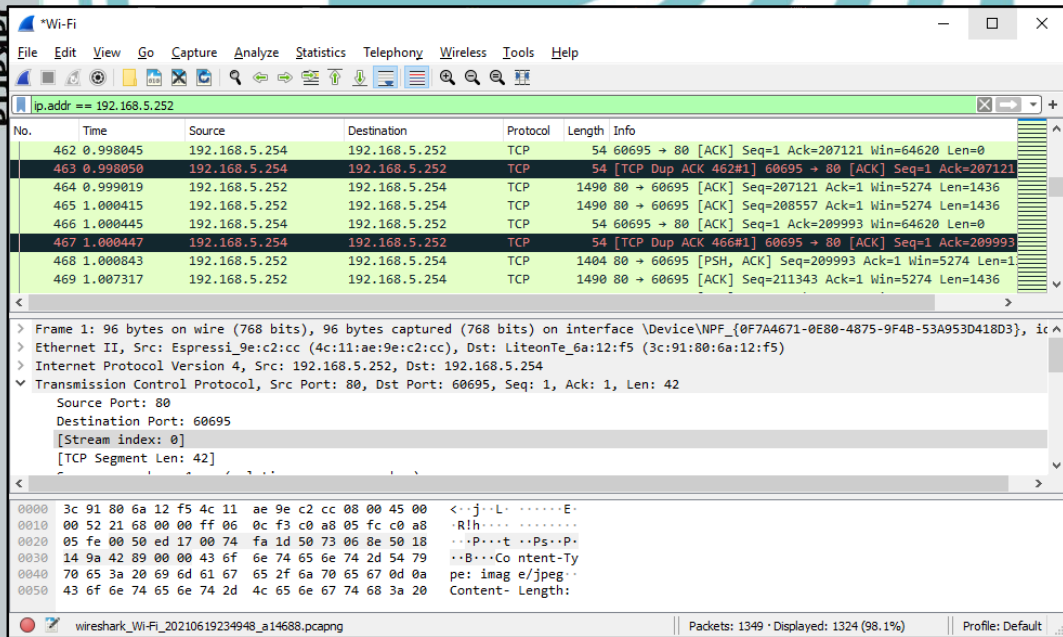 *Wi-Fi
File Edit View Go Capture Analyze Statistics Telephony Wireless Tools Help
ip.addr == 192.168.5.252
No. Time Source Destination Protocol Length Info
462 0.998045 192.168.5.254 192.168.5.252 TCP 54 60695 → 80 [ACK] Seq=1 Ack=207121 Win=64620 Len=0
463 0.998050 192.168.5.254 192.168.5.252 TCP 54 [TCP Dup ACK 462#1] 60695 → 80 [ACK] Seq=1 Ack=207121
464 0.999019 192.168.5.252 192.168.5.254 TCP 1490 80 → 60695 [ACK] Seq=207121 Ack=1 Win=5274 Len=1436
465 1.000415 192.168.5.252 192.168.5.254 TCP 1490 80 → 60695 [ACK] Seq=208557 Ack=1 Win=5274 Len=1436
466 1.000445 192.168.5.254 192.168.5.252 TCP 54 60695 → 80 [ACK] Seq=1 Ack=209993 Win=64620 Len=0
467 1.000447 192.168.5.254 192.168.5.252 TCP 54 [TCP Dup ACK 466#1] 60695 → 80 [ACK] Seq=1 Ack=209993
468 1.000843 192.168.5.252 192.168.5.254 TCP 1404 80 → 60695 [PSH, ACK] Seq=209993 Ack=1 Win=5274 Len=1
469 1.007317 192.168.5.252 192.168.5.254 TCP 1490 80 → 60695 [ACK] Seq=211343 Ack=1 Win=5274 Len=1436
> Frame 1: 96 bytes on wire (768 bits), 96 bytes captured (768 bits) on interface \Device\NPF_{0F7A4671-0E80-4875-9F4B-53A953D418D3}, id
> Ethernet II, Src: Espressi_9e:c2:cc (4c:11:ae:9e:c2:cc), Dst: LiteonTe_6a:12:f5 (3c:91:80:6a:12:f5)
> Internet Protocol Version 4, Src: 192.168.5.252, Dst: 192.168.5.254
Transmission Control Protocol, Src Port: 80, Dst Port: 60695, Seq: 1, Ack: 1, Len: 42
Source Port: 80
Destination Port: 60695
[Stream index: 0]
[TCP Segment Len: 42]
0000 3c 91 80 6a 12 f5 4c 11 ae 9e c2 cc 08 00 45 00 <··j··L· ······E·
0010 00 52 21 68 00 00 ff 06 0c f3 c0 a8 05 fc c0 a8 ·R!h···· ········
0020 05 fe 00 50 ed 17 00 74 fa 1d 50 73 06 8e 50 18 ···P···t ··Ps··P·
0030 14 9a 42 89 00 00 43 6f 6e 74 65 6e 74 2d 54 79 ··B···Co ntent-Ty
0040 70 65 3a 20 69 6d 61 67 65 2f 6a 70 65 67 0d 0a pe: imag e/jpeg··
0050 43 6f 6e 74 65 6e 74 2d 4c 65 6e 67 74 68 3a 20 Content- Length:
wireshark_Wi-Fi_20210619234948_a14688.pcapng Packets: 1349 · Displayed: 1324 (98.1%) Profile: Default